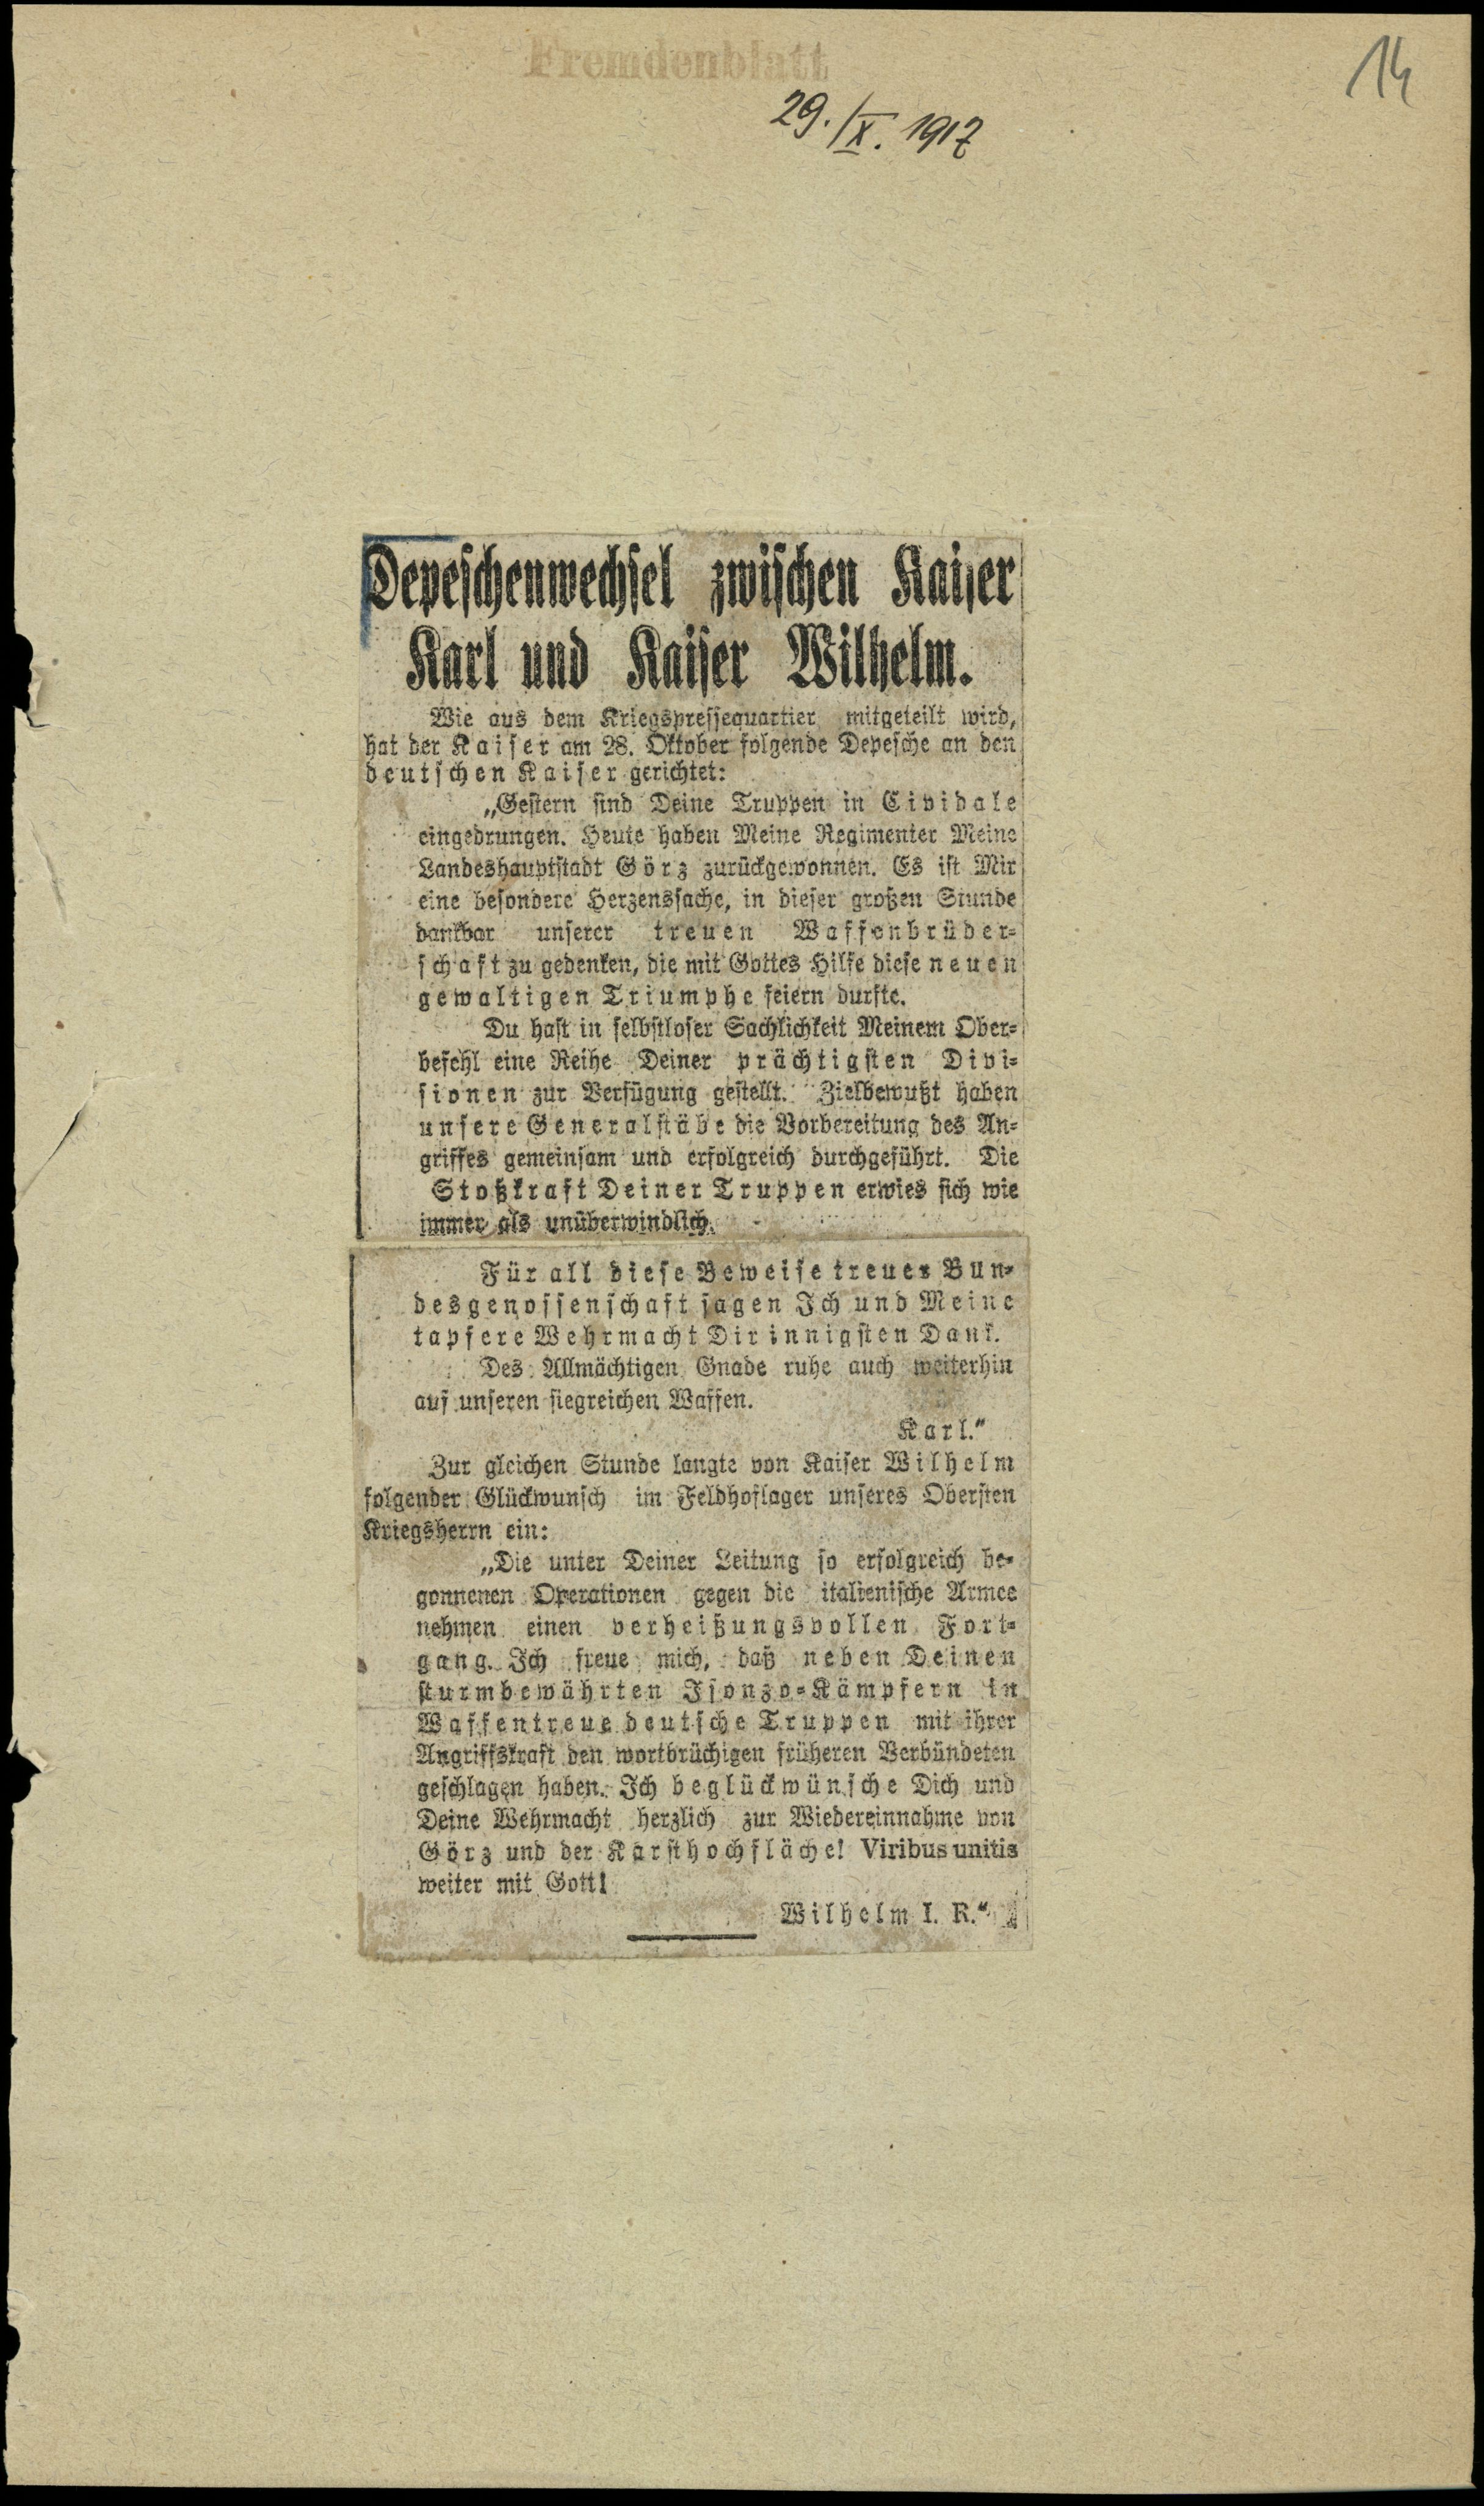 Fremdenblatt
14
29./X. 1917
Depeschenwechsel zwischen Kaiser
Karl und Kaiser Wilhelm.
Wie aus dem Kriegspressequartier mitgeteilt wird,
hat der Kaiser am 28. Oktober folgende Depesche an den
deutschen Kaiser gerichtet:
„Gestern sind Deine Truppen in Cividale
eingedrungen. Heute haben Meine Regimenter Meine
Landeshauptstadt Görz zurückgewonnen. Es ist Mir
eine besondere Herzenssache, in dieser großen Stunde
dankbar unserer treuen Waffenbrüder-
schaft zu gedenken, die mit Gottes Hilfe diese neuen
gewaltigen Triumphe feiern durfte.
Du hast in selbstloser Sachlichkeit Meinem Ober-
befehl eine Reihe Deiner prächtigsten Divi-
sionen zur Verfügung gestellt. Zielbewußt haben
unsere Generalstäbe die Vorbereitung des An-
griffes gemeinsam und erfolgreich durchgeführt. Die
Stoßkraft Deiner Truppen erwies sich wie
immer als unüberwindlich.
Für all diese Beweise treuer Bun-
desgenossenschaft sagen Ich und Meine
tapfere Wehrmacht Dir innigsten Dank.
Des Allmächtigen Gnade ruhe auch weiterhin
auf unseren siegreichen Waffen.
Karl.“
Zur gleichen Stunde langte von Kaiser Wilhelm
folgender Glückwunsch im Feldhoflager unseres Obersten
Kriegsherrn ein:
„Die unter Deiner Leitung so erfolgreich be-
gonnenen Operationen gegen die italienische Armee
nehmen einen verheißungsvollen Fort-
gang. Ich freue mich, daß neben Deinen
sturmbewährten Isonzo-Kämpfern in
Waffentreue deutsche Truppen mit ihrer
Angriffskraft den wortbrüchigen früheren Verbündeten
geschlagen haben. Ich beglückwünsche Dich und
Deine Wehrmacht herzlich zur Wiedereinnahme von
Görz und der Karsthochfläche! Viribus unitis
weiter mit Gott!
Wilhelm I. R.“